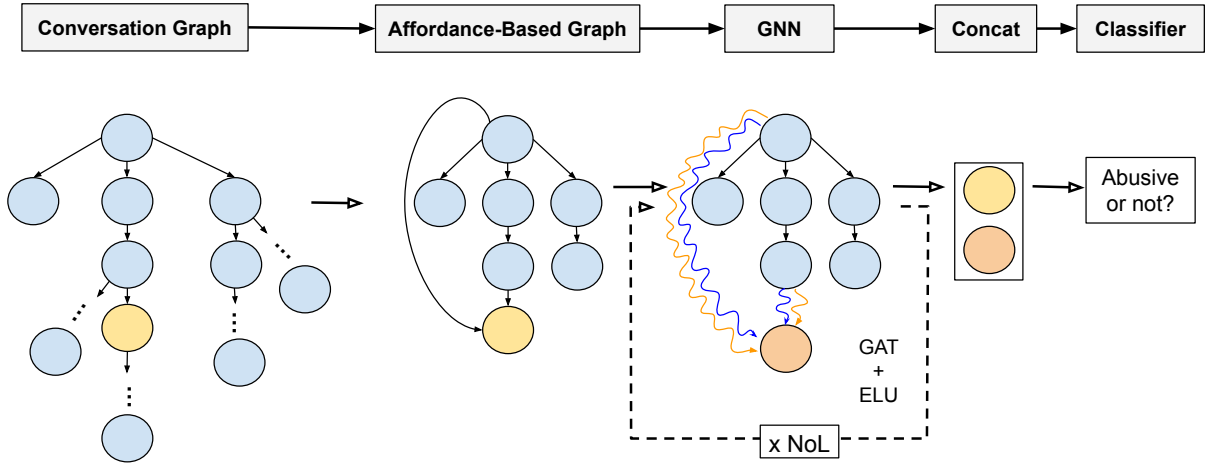 Conversation Graph
Affordance-Based Graph
GNN
Concat
Classifier
Abusive
or not?
GAT
+
ELU
x NoL